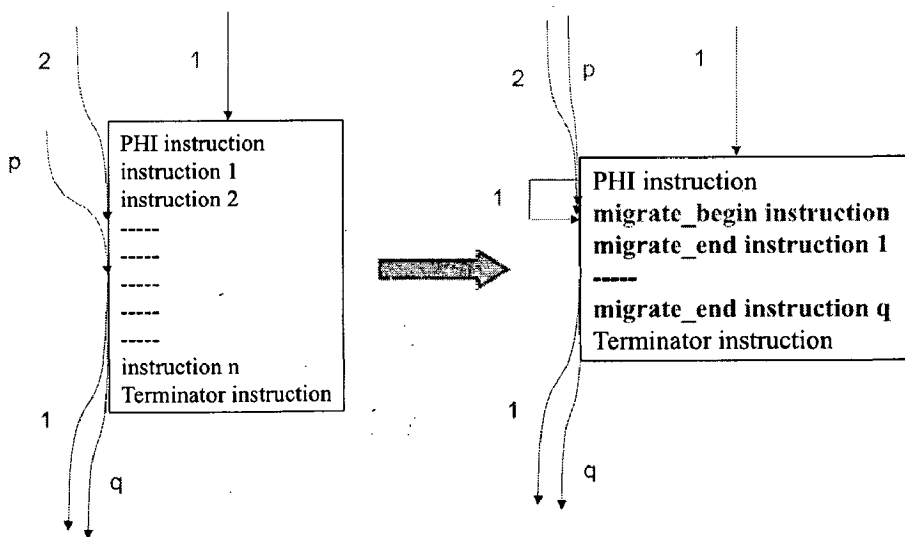 2
1
p
PHI instruction
instruction 1
instruction 2
-----
-----
-----
-----
-----
instruction n
Terminator instruction
1
q
2
p
1
1
PHI instruction
migrate_begin instruction
migrate_end instruction 1
-----
migrate_end instruction q
Terminator instruction
1
q